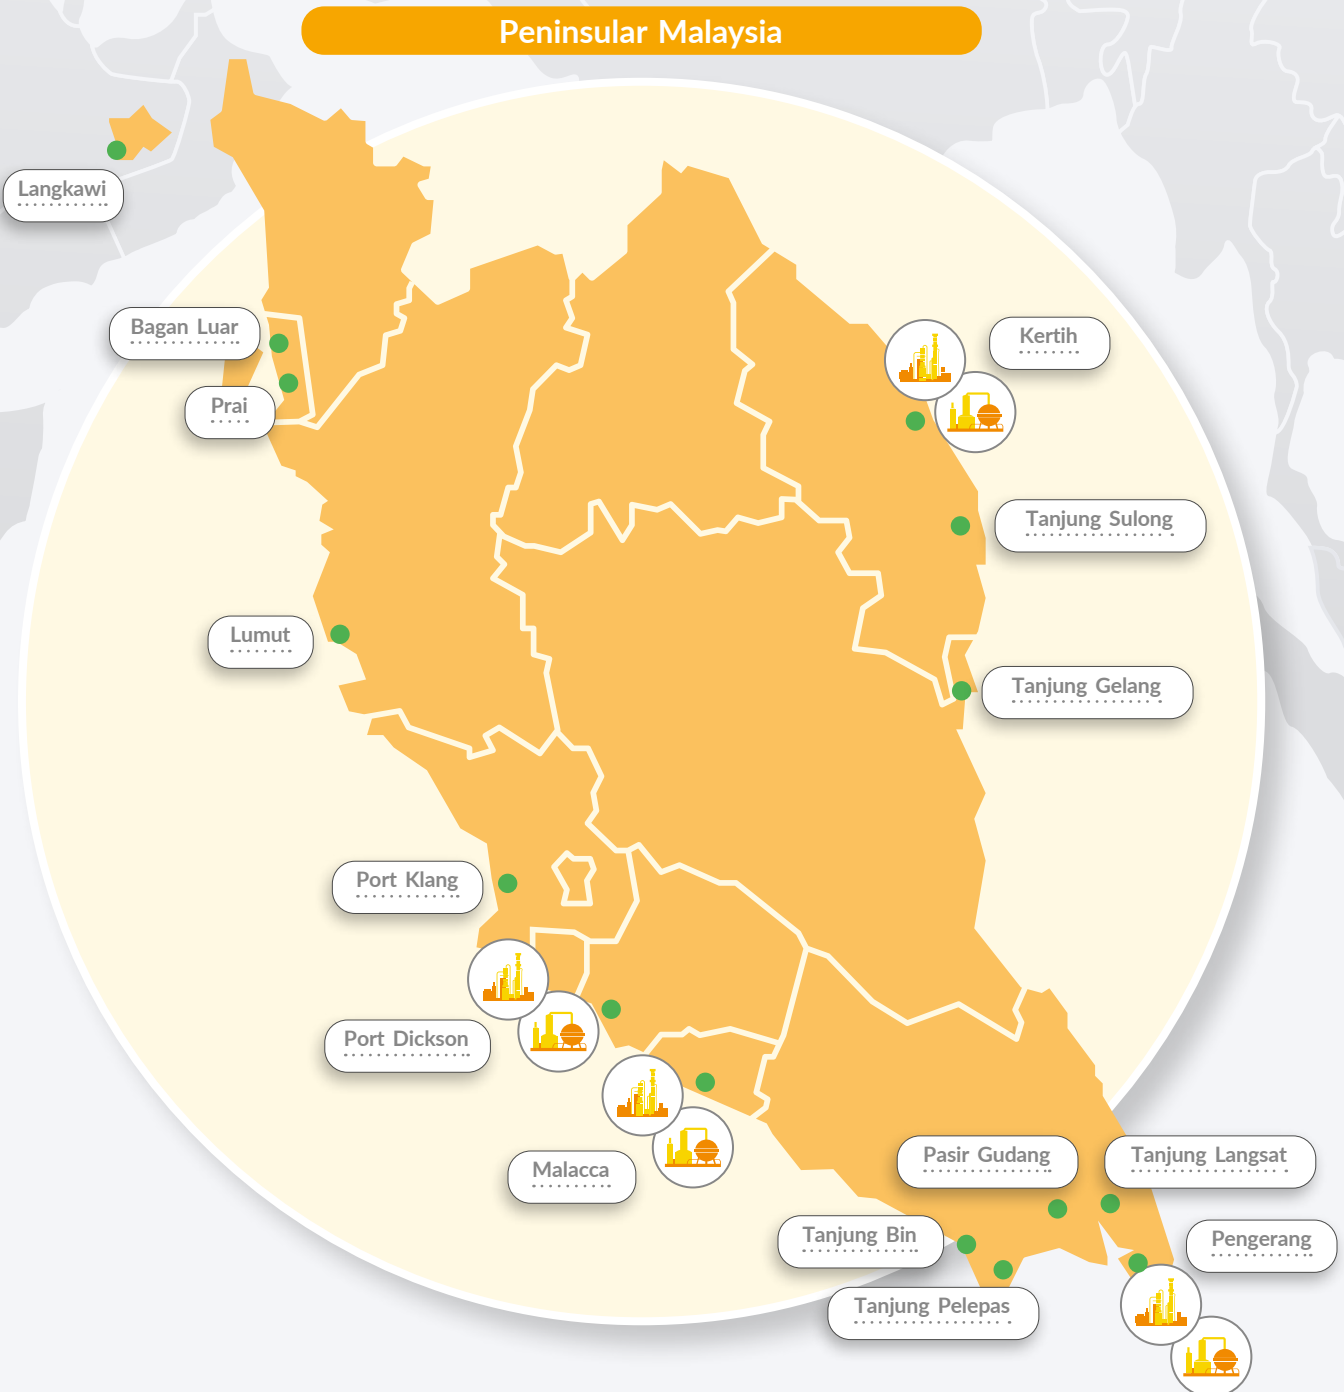 Peninsular Malaysia
Langkawi
Bagan Luar
Kertih
Prai
Tanjung Sulong
Lumut
Tanjung Gelang
Port Klang
Port Dickson
Malacca
Pasir Gudang
Tanjung Langsat
Tanjung Bin
Pengerang
Tanjung Pelepas